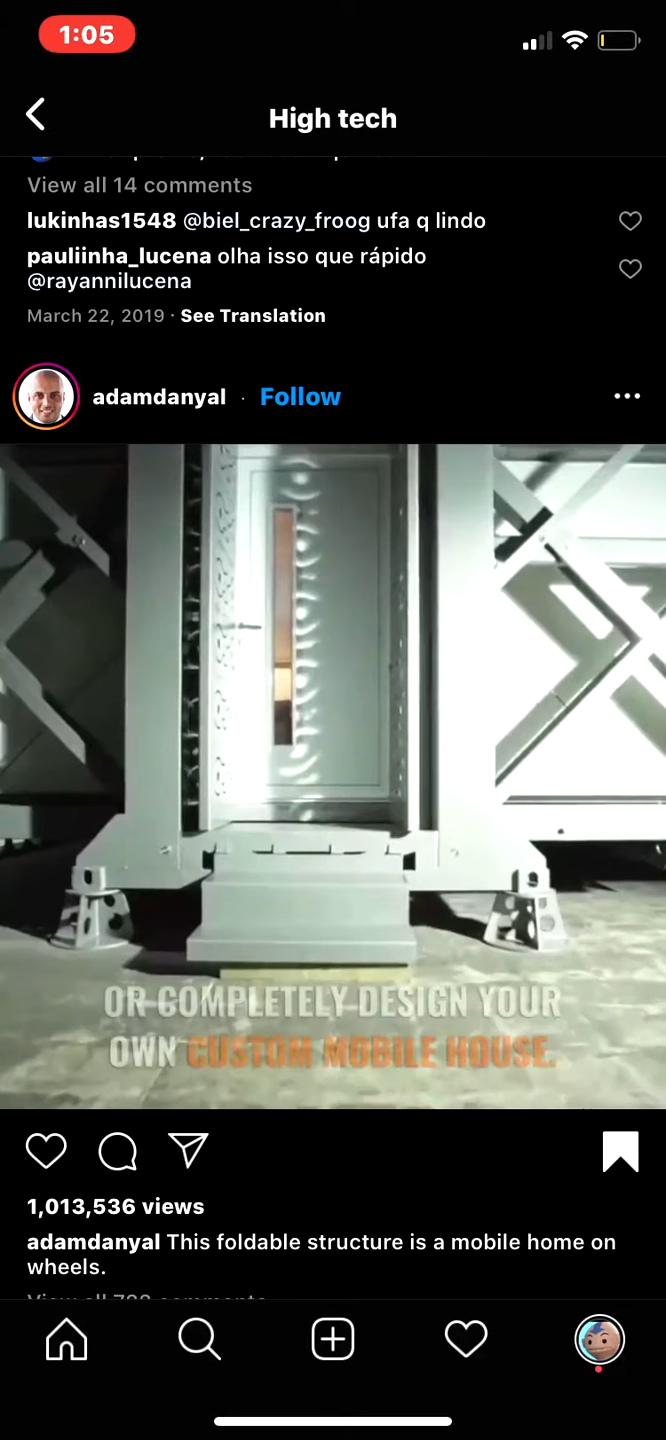 1:05
High tech
View all 14 comments
lukinhas1548 @biel_crazy_froog ufa q lindo
pauliinha_lucena olha isso que rápido
@rayannilucena
March 22, 2019 · See Translation
adamdanyal · Follow
OR COMPLETELY DESIGN YOUR
OWN CUSTOM MOBILE HOUSE.
1,013,536 views
adamdanyal This foldable structure is a mobile home on
wheels.